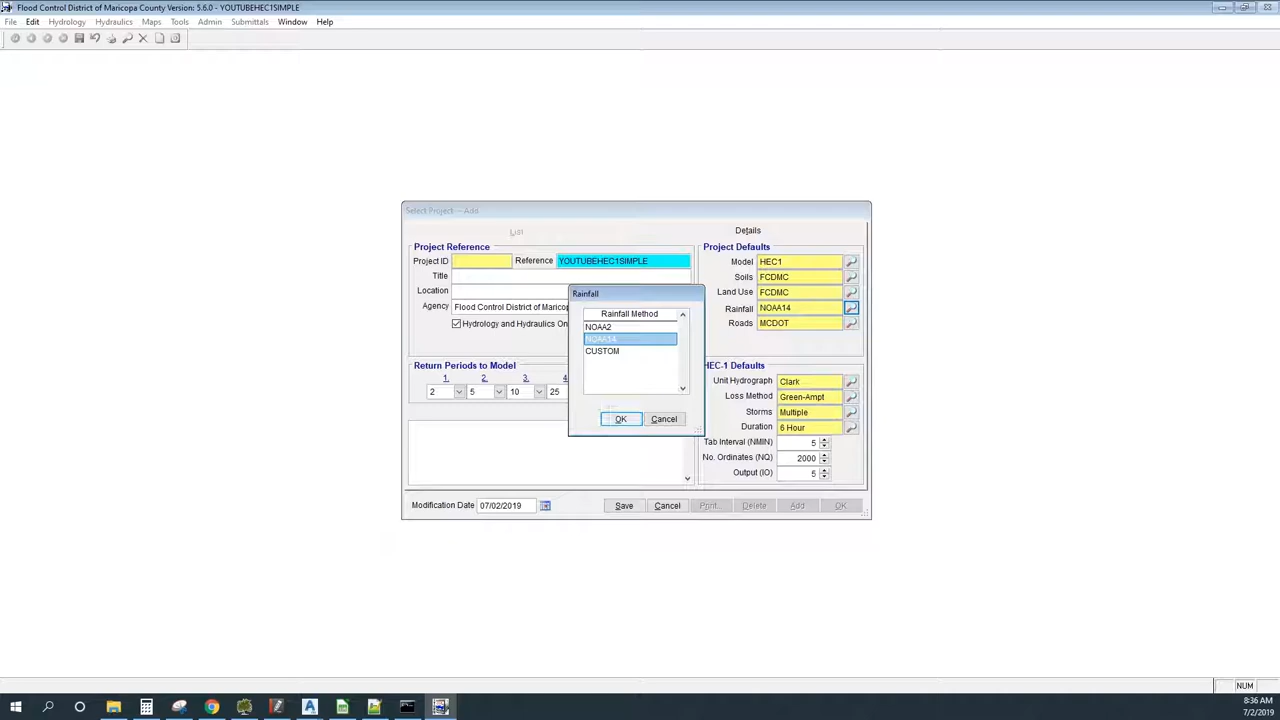 Flood Control District of Maricopa County Version: 5.6.0 - YOUTUBEHEC1SIMPLE
File Edit Hydrology Hydraulics Maps Tools Admin Submittals Window Help
Select Project -- Add
List
Details
Project Reference
Project ID
Reference
YOUTUBEHEC1SIMPLE
Title
Location
Agency
Flood Control District of Maricop
Hydrology and Hydraulics On
Return Periods to Model
1. 2. 3. 4
2 5 10 25
Modification Date 07/02/2019
Save Cancel Print... Delete Add OK
Rainfall
Rainfall Method
NOAA2
NOAA14
CUSTOM
OK Cancel
Project Defaults
Model HEC1
Soils FCDMC
Land Use FCDMC
Rainfall NOAA14
Roads MCDOT
HEC-1 Defaults
Unit Hydrograph Clark
Loss Method Green-Ampt
Storms Multiple
Duration 6 Hour
Tab Interval (NMIN) 5
No. Ordinates (NQ) 2000
Output (IO) 5
NUM
8:36 AM
7/2/2019